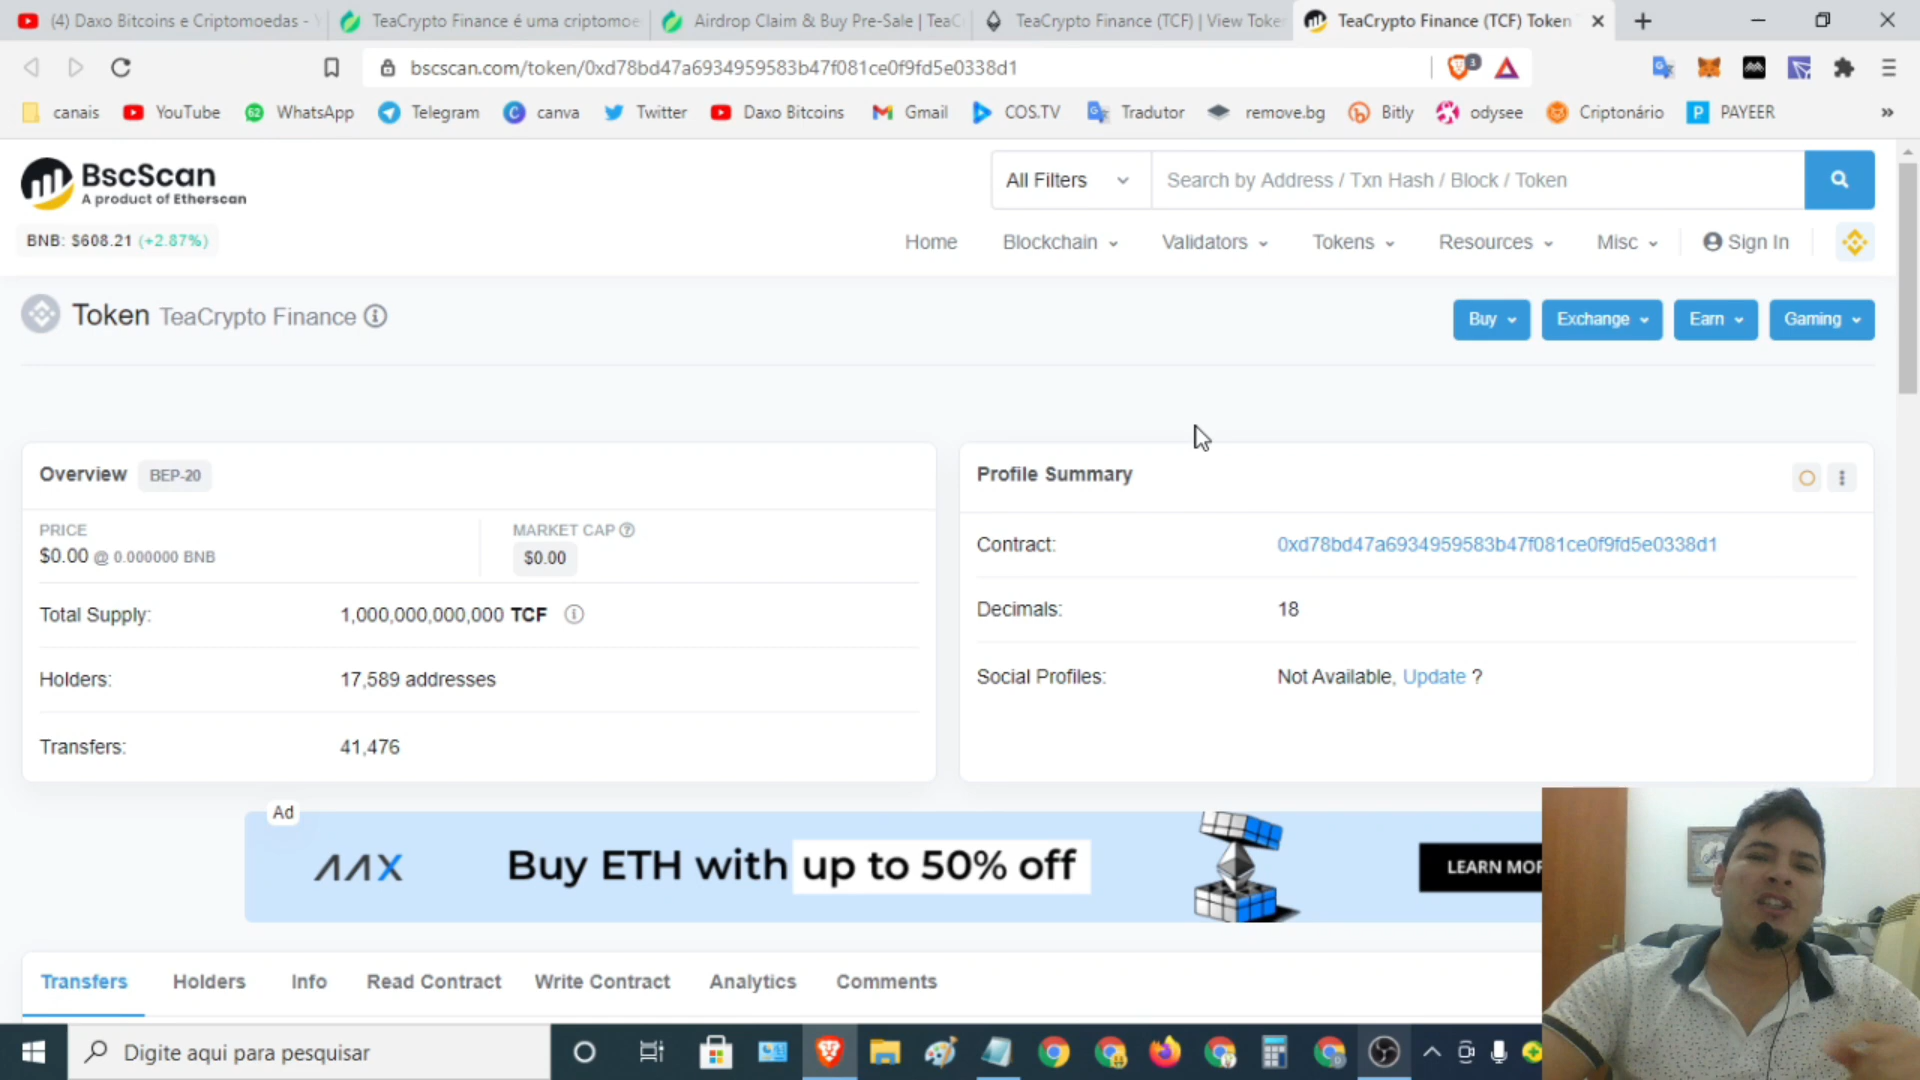 (4) Daxo Bitcoins e Criptomoedas -
TeaCrypto Finance é uma criptomoe
Airdrop Claim & Buy Pre-Sale | TeaC
TeaCrypto Finance (TCF) | View Toke
TeaCrypto Finance (TCF) Token
bscscan.com/token/0xd78bd47a6934959583b47f081ce0f9fd5e0338d1
3
canais
YouTube
62
WhatsApp
Telegram
canva
Twitter
Daxo Bitcoins
Gmail
COS.TV
Tradutor
remove.bg
Bitly
odysee
Criptonário
PAYEER
BscScan
A product of Etherscan
All Filters
Search by Address / Txn Hash / Block / Token
BNB: $608.21 (+2.87%)
Home
Blockchain
Validators
Tokens
Resources
Misc
Sign In
Token TeaCrypto Finance
Buy
Exchange
Earn
Gaming
Overview BEP-20
PRICE
$0.00 @ 0.000000 BNB
MARKET CAP
$0.00
Total Supply: 1,000,000,000,000 TCF
Holders: 17,589 addresses
Transfers: 41,476
Profile Summary
Contract: 0xd78bd47a6934959583b47f081ce0f9fd5e0338d1
Decimals: 18
Social Profiles: Not Available, Update ?
Ad
AAX
Buy ETH with up to 50% off
LEARN MOR
Transfers
Holders
Info
Read Contract
Write Contract
Analytics
Comments
Digite aqui para pesquisar